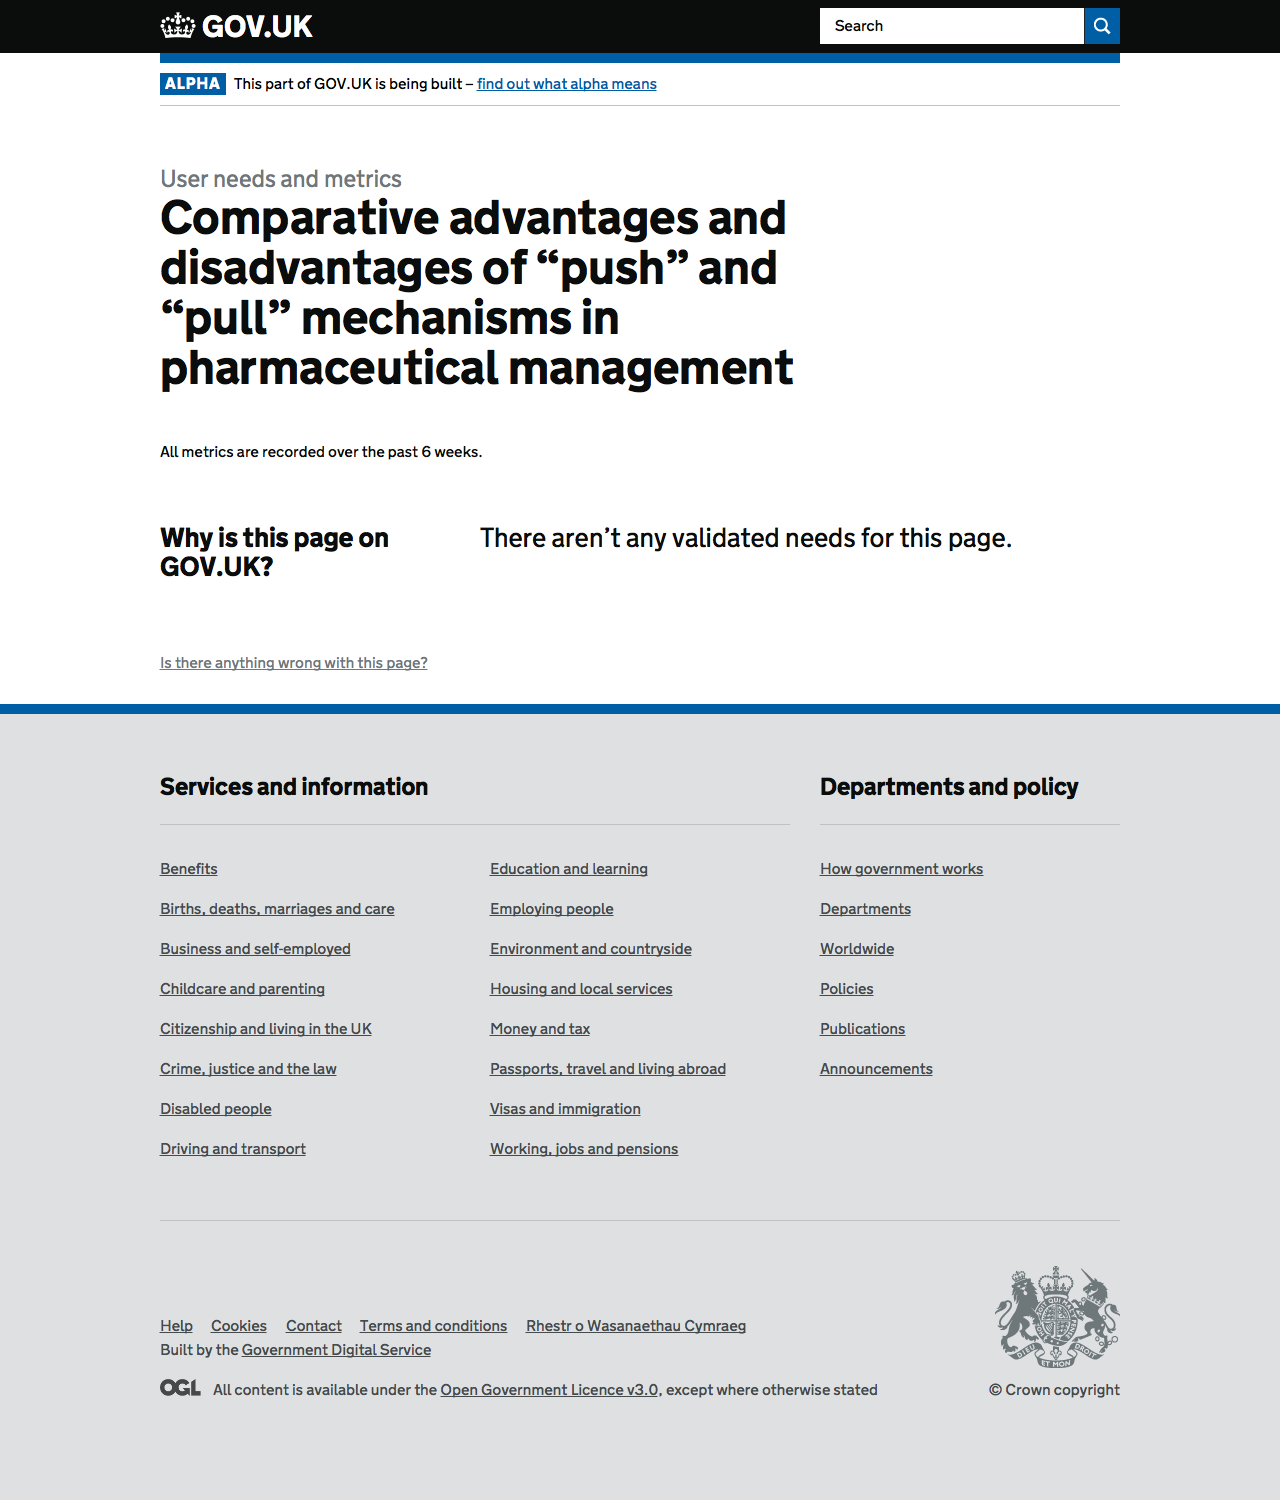 GOV.UK
Search
ALPHA This part of GOV.UK is being built – find out what alpha means
User needs and metrics
Comparative advantages and
disadvantages of “push” and
“pull” mechanisms in
pharmaceutical management
All metrics are recorded over the past 6 weeks.
Why is this page on
GOV.UK?
There aren’t any validated needs for this page.
Is there anything wrong with this page?
Services and information
Benefits
Births, deaths, marriages and care
Business and self-employed
Childcare and parenting
Citizenship and living in the UK
Crime, justice and the law
Disabled people
Driving and transport
Education and learning
Employing people
Environment and countryside
Housing and local services
Money and tax
Passports, travel and living abroad
Visas and immigration
Working, jobs and pensions
Departments and policy
How government works
Departments
Worldwide
Policies
Publications
Announcements
Help Cookies Contact Terms and conditions Rhestr o Wasanaethau Cymraeg
Built by the Government Digital Service
OGL All content is available under the Open Government Licence v3.0, except where otherwise stated
DIEU ET MON DROIT
© Crown copyright